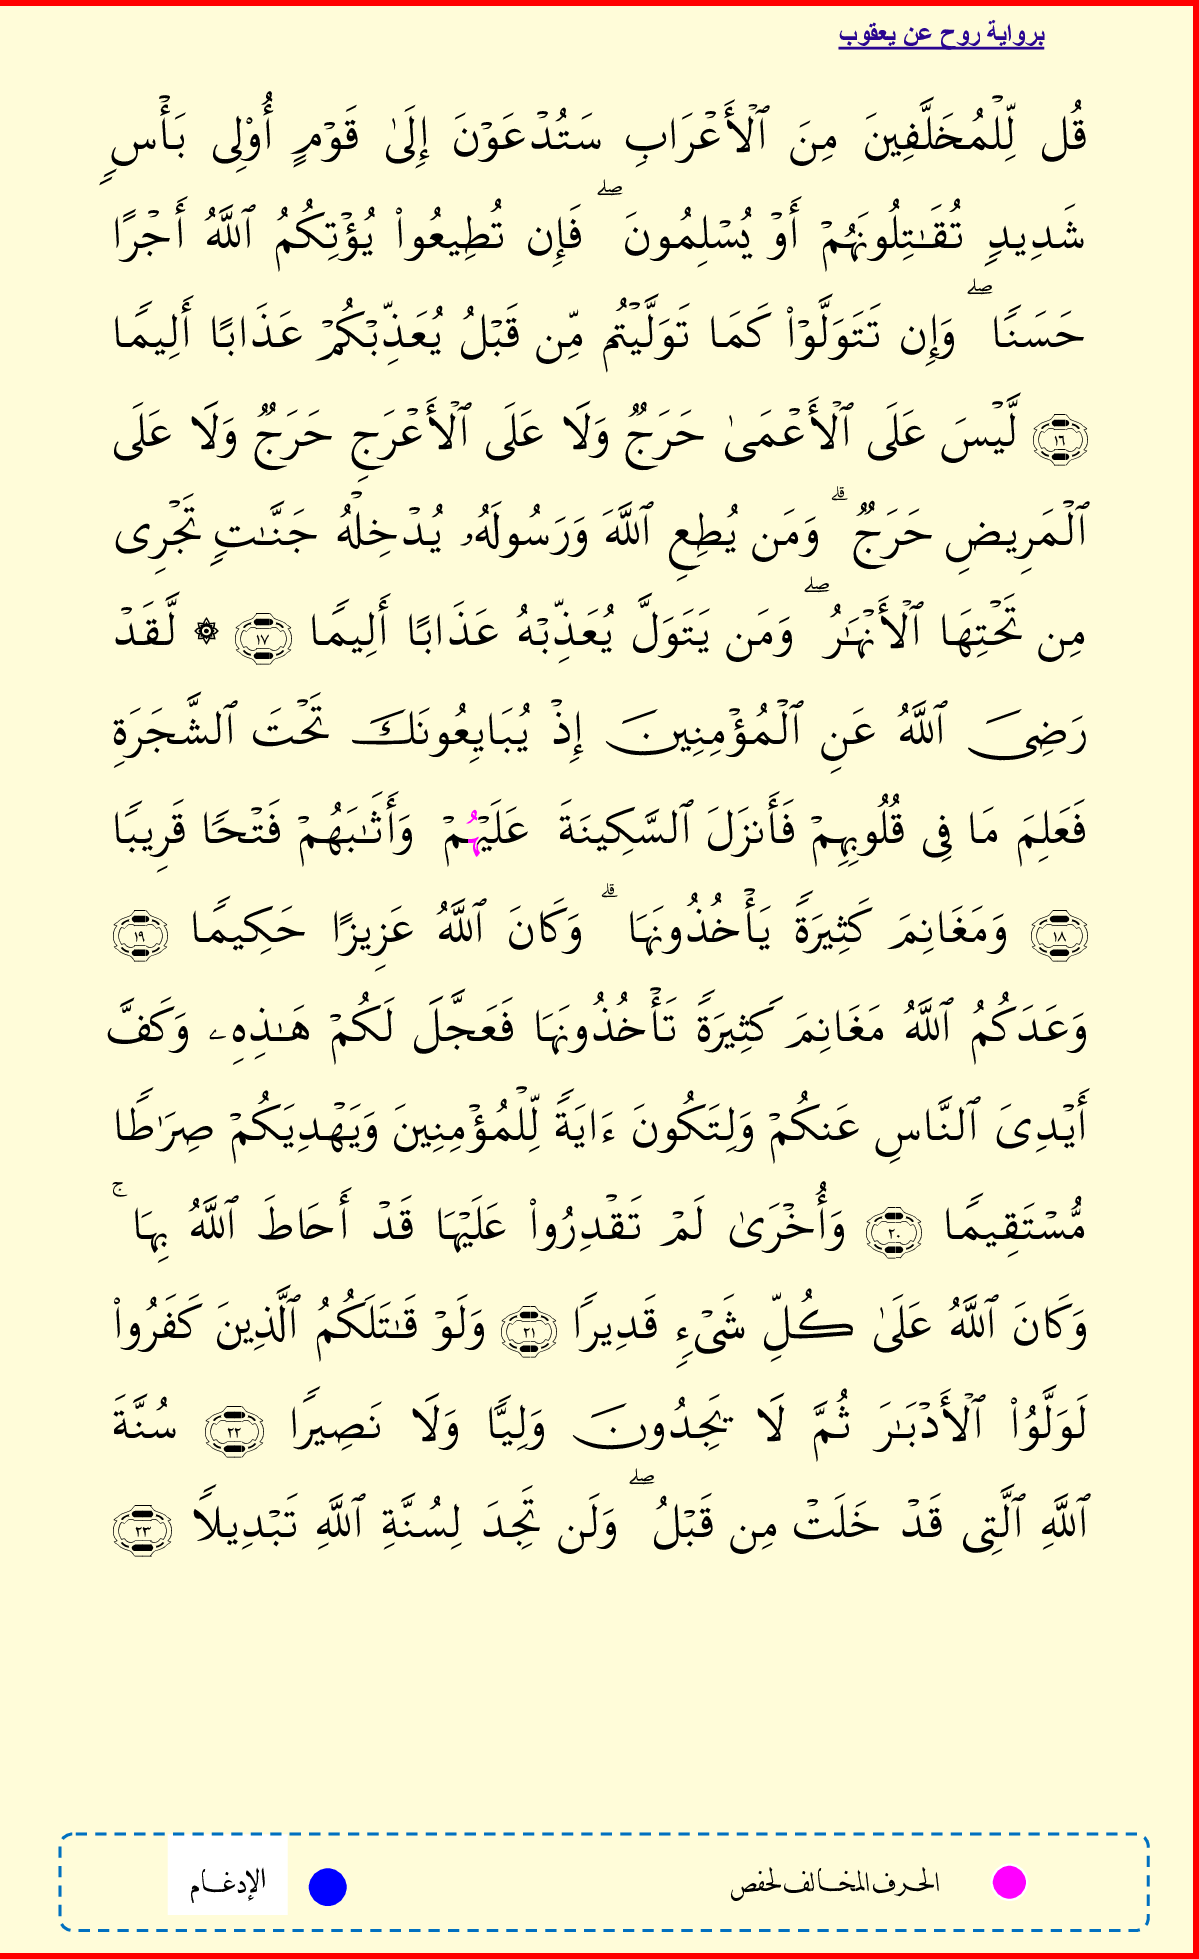 برواية روح عن يعقوب
قُل لِّلْمُخَلَّفِينَ مِنَ ٱلْأَعْرَابِ سَتُدْعَوْنَ إِلَىٰ قَوْمٍ أُوْلِى بَأْسٍ
شَدِيدٍ تُقَـٰتِلُونَهُمْ أَوْ يُسْلِمُونَ ۖ فَإِن تُطِيعُوا۟ يُؤْتِكُمُ ٱللَّهُ أَجْرًا
حَسَنًا ۖ وَإِن تَتَوَلَّوْا۟ كَمَا تَوَلَّيْتُم مِّن قَبْلُ يُعَذِّبْكُمْ عَذَابًا أَلِيمًا
١٦ لَّيْسَ عَلَى ٱلْأَعْمَىٰ حَرَجٌ وَلَا عَلَى ٱلْأَعْرَجِ حَرَجٌ وَلَا عَلَى
ٱلْمَرِيضِ حَرَجٌ ۗ وَمَن يُطِعِ ٱللَّهَ وَرَسُولَهُۥ يُدْخِلْهُ جَنَّـٰتٍ تَجْرِى
مِن تَحْتِهَا ٱلْأَنْهَـٰرُ ۖ وَمَن يَتَوَلَّ يُعَذِّبْهُ عَذَابًا أَلِيمًا ١٧ ۞ لَّقَدْ
رَضِىَ ٱللَّهُ عَنِ ٱلْمُؤْمِنِينَ إِذْ يُبَايِعُونَكَ تَحْتَ ٱلشَّجَرَةِ
فَعَلِمَ مَا فِى قُلُوبِهِمْ فَأَنزَلَ ٱلسَّكِينَةَ عَلَيْهُمْ وَأَثَـٰبَهُمْ فَتْحًا قَرِيبًا
١٨ وَمَغَانِمَ كَثِيرَةً يَأْخُذُونَهَا ۗ وَكَانَ ٱللَّهُ عَزِيزًا حَكِيمًا ١٩
وَعَدَكُمُ ٱللَّهُ مَغَانِمَ كَثِيرَةً تَأْخُذُونَهَا فَعَجَّلَ لَكُمْ هَـٰذِهِۦ وَكَفَّ
أَيْدِىَ ٱلنَّاسِ عَنكُمْ وَلِتَكُونَ ءَايَةً لِّلْمُؤْمِنِينَ وَيَهْدِيَكُمْ صِرَٰطًا
مُّسْتَقِيمًا ٢٠ وَأُخْرَىٰ لَمْ تَقْدِرُوا۟ عَلَيْهَا قَدْ أَحَاطَ ٱللَّهُ بِهَا ۚ
وَكَانَ ٱللَّهُ عَلَىٰ كُلِّ شَىْءٍ قَدِيرًا ٢١ وَلَوْ قَـٰتَلَكُمُ ٱلَّذِينَ كَفَرُوا۟
لَوَلَّوُا۟ ٱلْأَدْبَـٰرَ ثُمَّ لَا يَجِدُونَ وَلِيًّا وَلَا نَصِيرًا ٢٢ سُنَّةَ
ٱللَّهِ ٱلَّتِى قَدْ خَلَتْ مِن قَبْلُ ۖ وَلَن تَجِدَ لِسُنَّةِ ٱللَّهِ تَبْدِيلًا ٢٣
الحرف المخالف لحفص
الإدغام